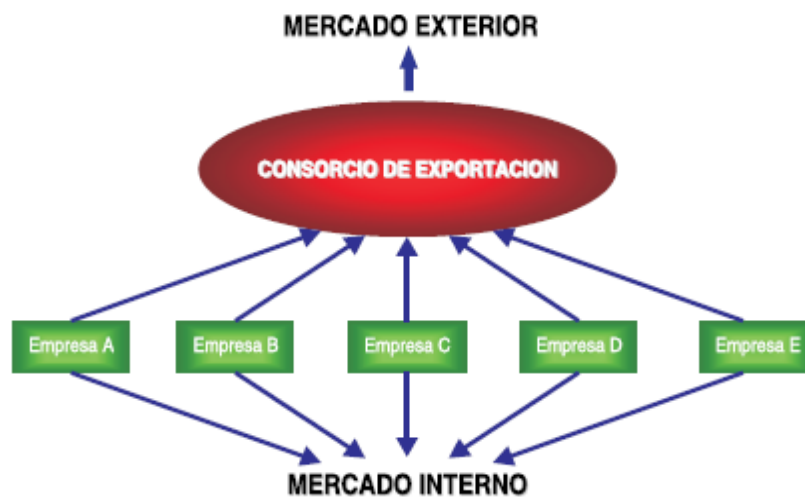 MERCADO EXTERIOR
CONSORCIO DE EXPORTACION
Empresa A
Empresa B
Empresa C
Empresa D
Empresa E
MERCADO INTERNO